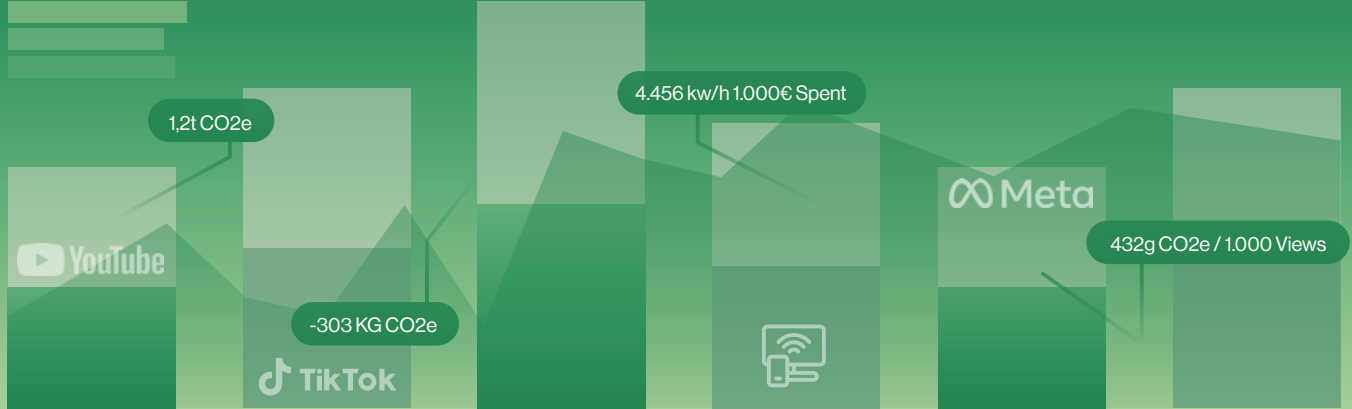 1,2t CO2e
YouTube
-303 KG CO2e
TikTok
4.456 kw/h 1.000€ Spent
Meta
432g CO2e / 1.000 Views